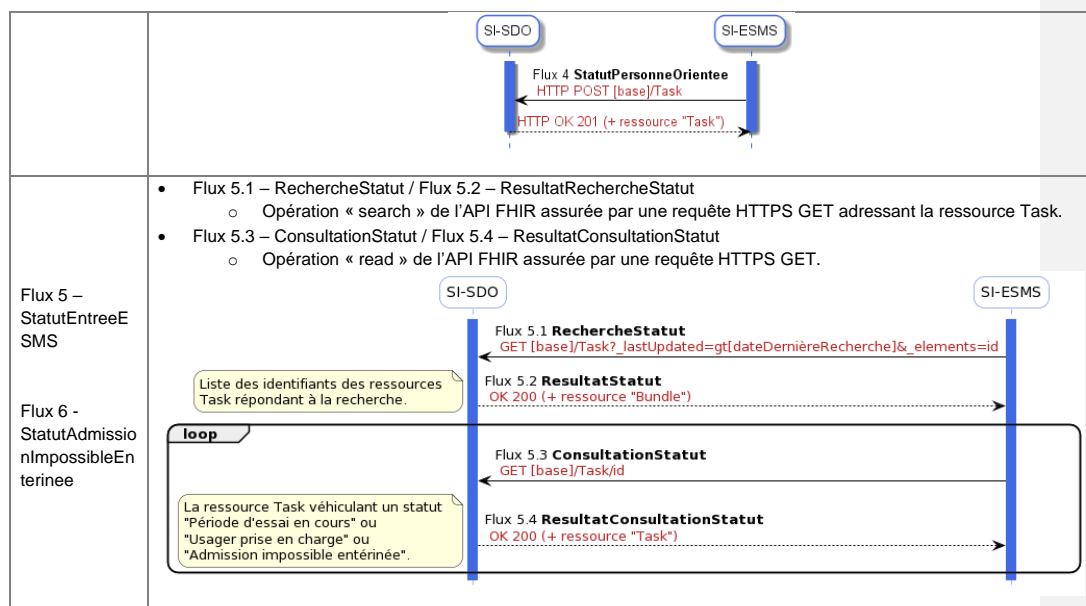 SI-SDO
SI-ESMS
Flux 4 StatutPersonneOrientee
HTTP POST [base]/Task
HTTP OK 201 (+ ressource "Task")
• Flux 5.1 – RechercheStatut / Flux 5.2 – ResultatRechercheStatut
o Opération « search » de l’API FHIR assurée par une requête HTTPS GET adressant la ressource Task.
• Flux 5.3 – ConsultationStatut / Flux 5.4 – ResultatConsultationStatut
o Opération « read » de l’API FHIR assurée par une requête HTTPS GET.
Flux 5 –
StatutEntreeE
SMS
Flux 6 -
StatutAdmissio
nImpossibleEn
terinee
SI-SDO
SI-ESMS
Flux 5.1 RechercheStatut
GET [base]/Task?_lastUpdated=gt[dateDernièreRecherche]&_elements=id
Liste des identifiants des ressources
Task répondant à la recherche.
Flux 5.2 ResultatStatut
OK 200 (+ ressource "Bundle")
loop
Flux 5.3 ConsultationStatut
GET [base]/Task/id
La ressource Task véhiculant un statut
"Période d'essai en cours" ou
"Usager prise en charge" ou
"Admission impossible entérinée".
Flux 5.4 ResultatConsultationStatut
OK 200 (+ ressource "Task")